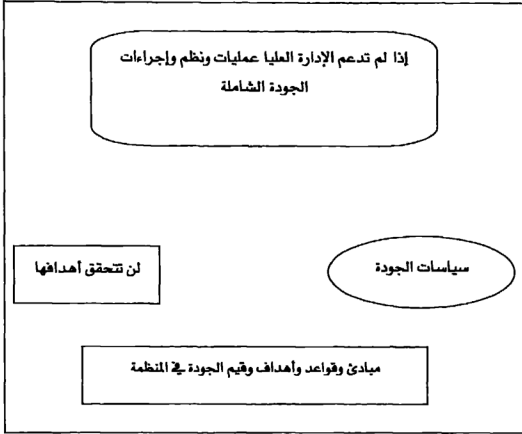 إذا لم تدعم الإدارة العليا عمليات ونظم وإجراءات
الجودة الشاملة
سياسات الجودة
لن تتحقق أهدافها
مبادئ وقواعد وأهداف وقيم الجودة في المنظمة